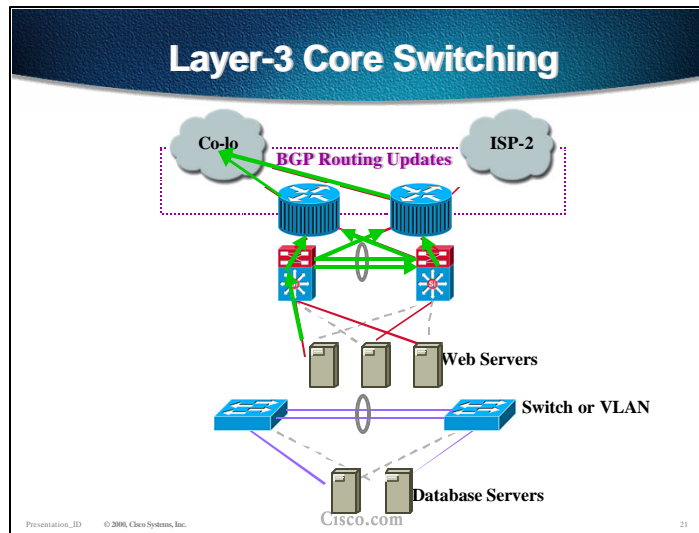 Layer-3 Core Switching
Co-lo
ISP-2
BGP Routing Updates
Si
Web Servers
Switch or VLAN
Database Servers
Presentation_ID
© 2000, Cisco Systems, Inc.
Cisco.com
21